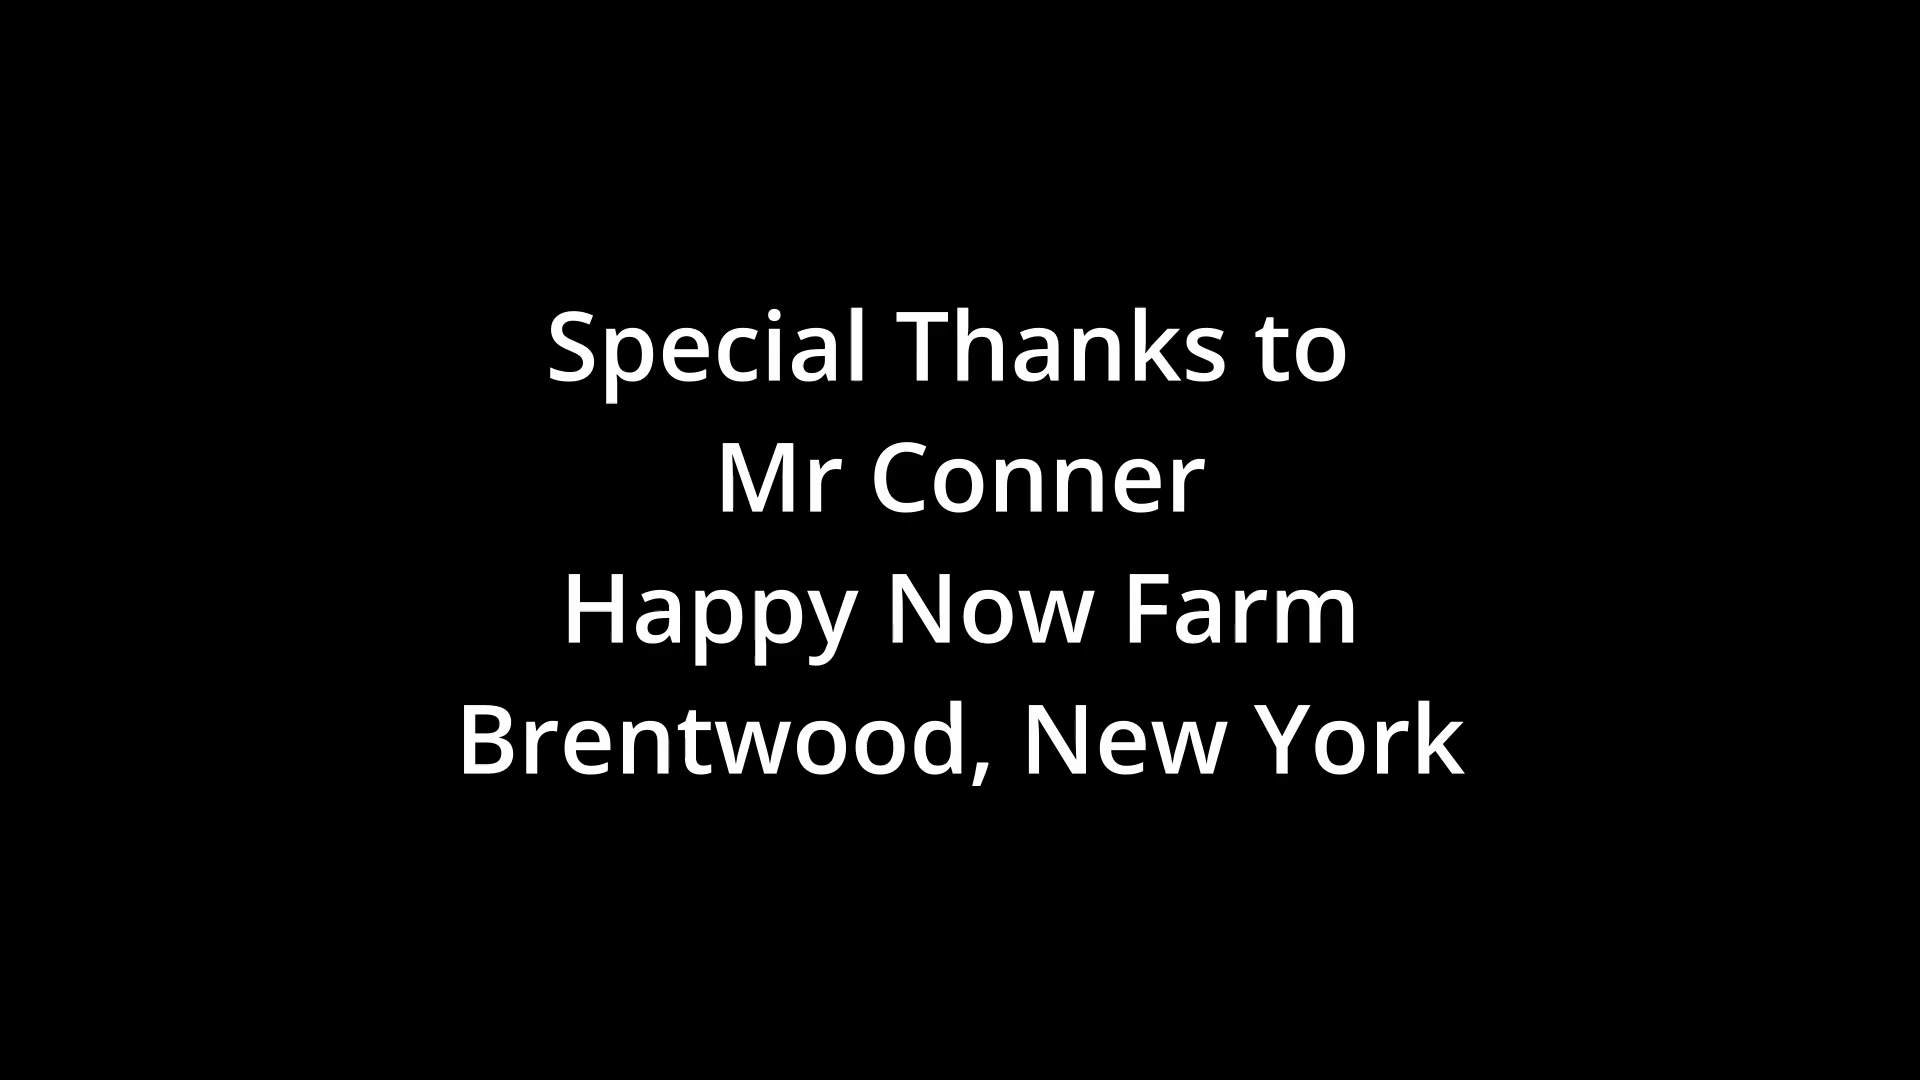 Special Thanks to
Mr Conner
Happy Now Farm
Brentwood, New York